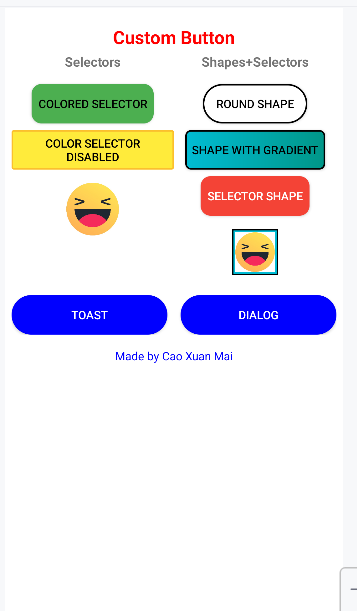 Custom Button
Selectors
Shapes+Selectors
COLORED SELECTOR
ROUND SHAPE
COLOR SELECTOR
DISABLED
SHAPE WITH GRADIENT
SELECTOR SHAPE
TOAST
DIALOG
Made by Cao Xuan Mai